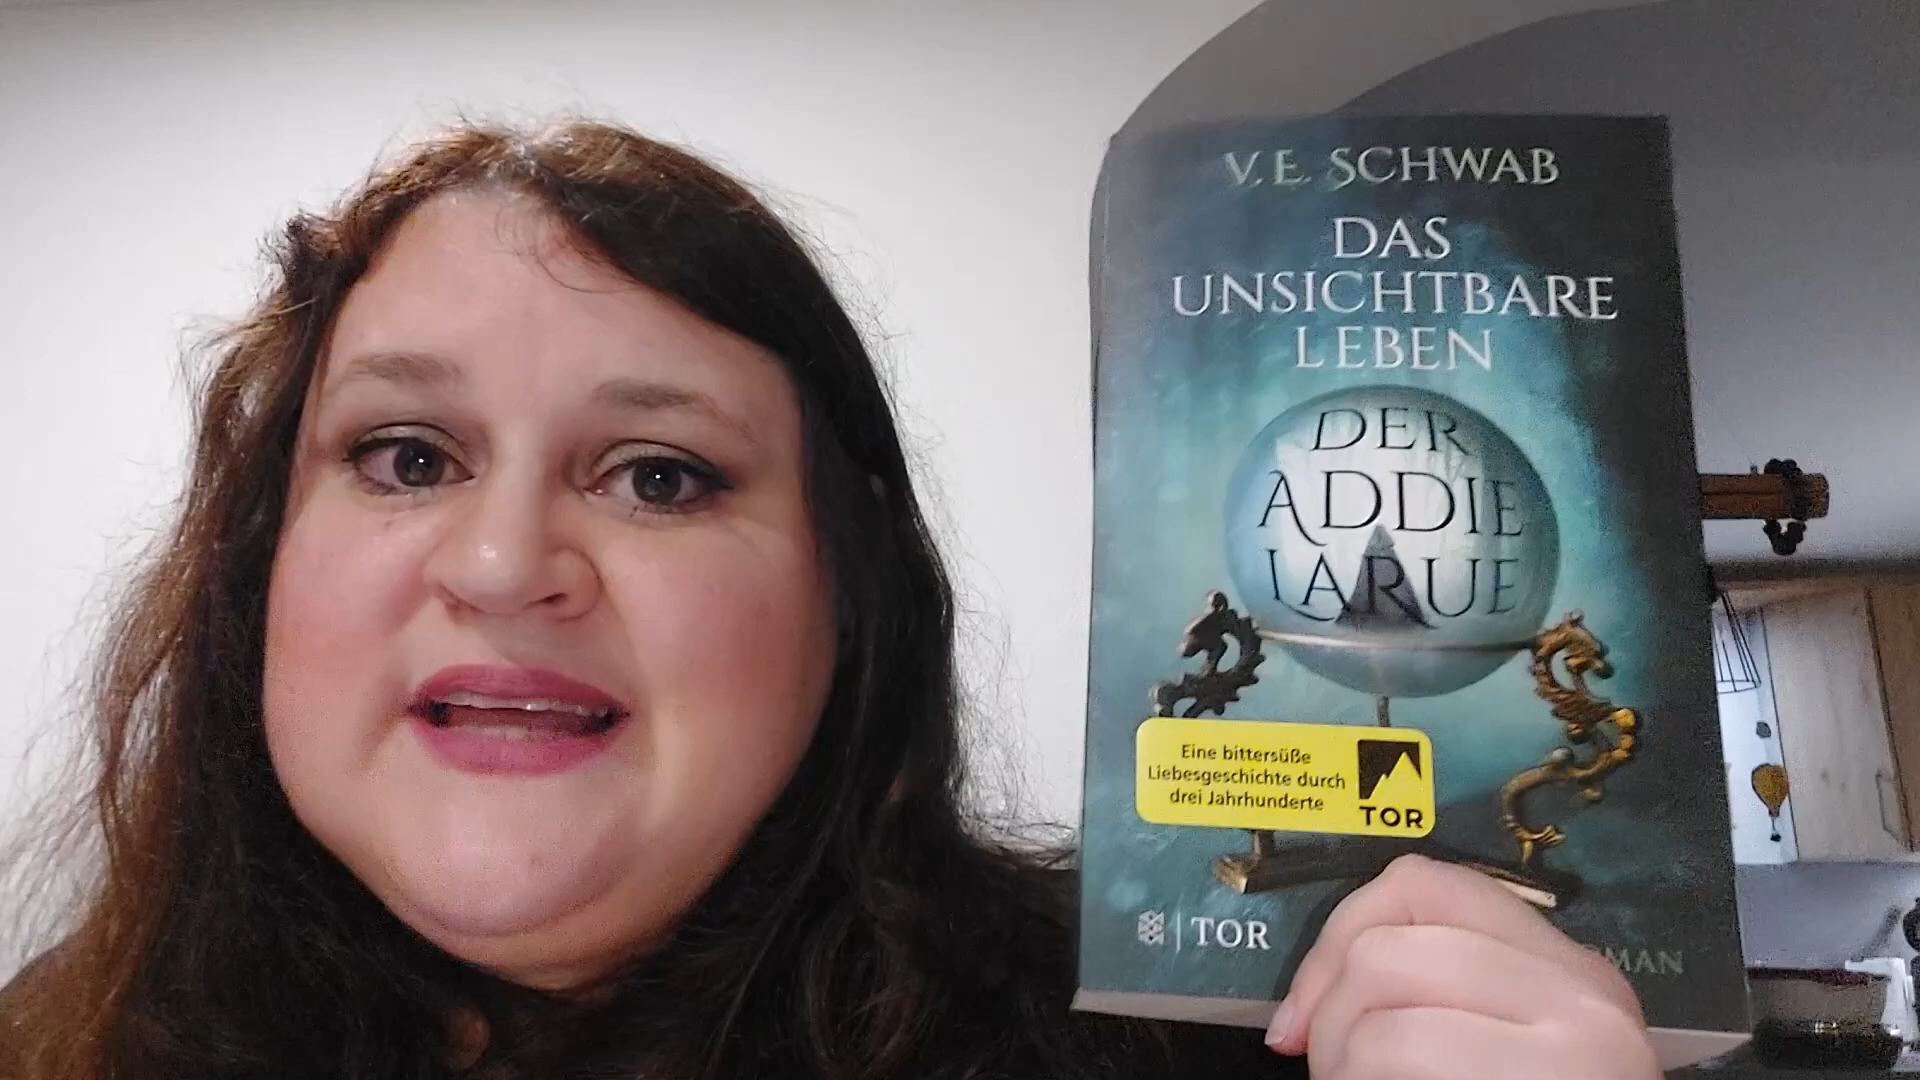 V. E. SCHWAB
DAS
UNSICHTBARE
LEBEN
DER
ADDIE
LARUE
Eine bittersüße
Liebesgeschichte durch
drei Jahrhunderte
TOR
TOR